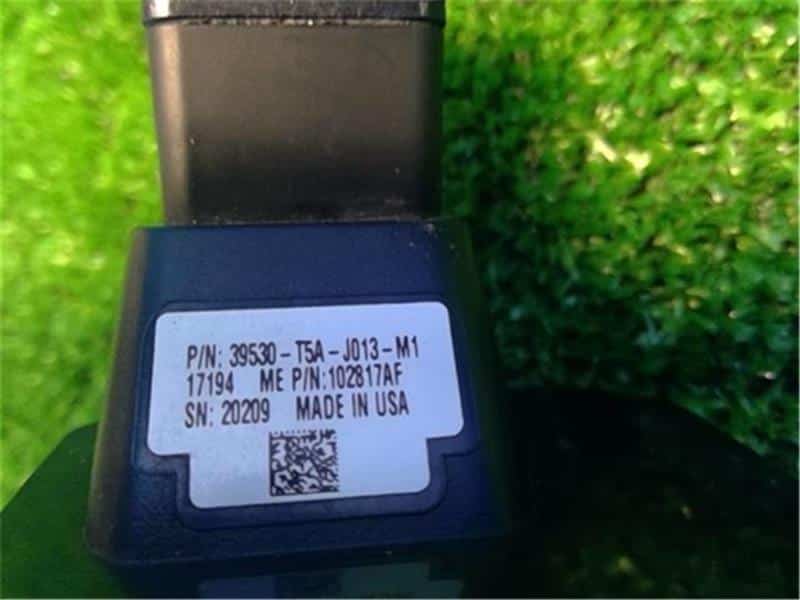 P/N: 39530-T5A-J013-M1
17194 ME P/N:102817AF
SN: 20209 MADE IN USA